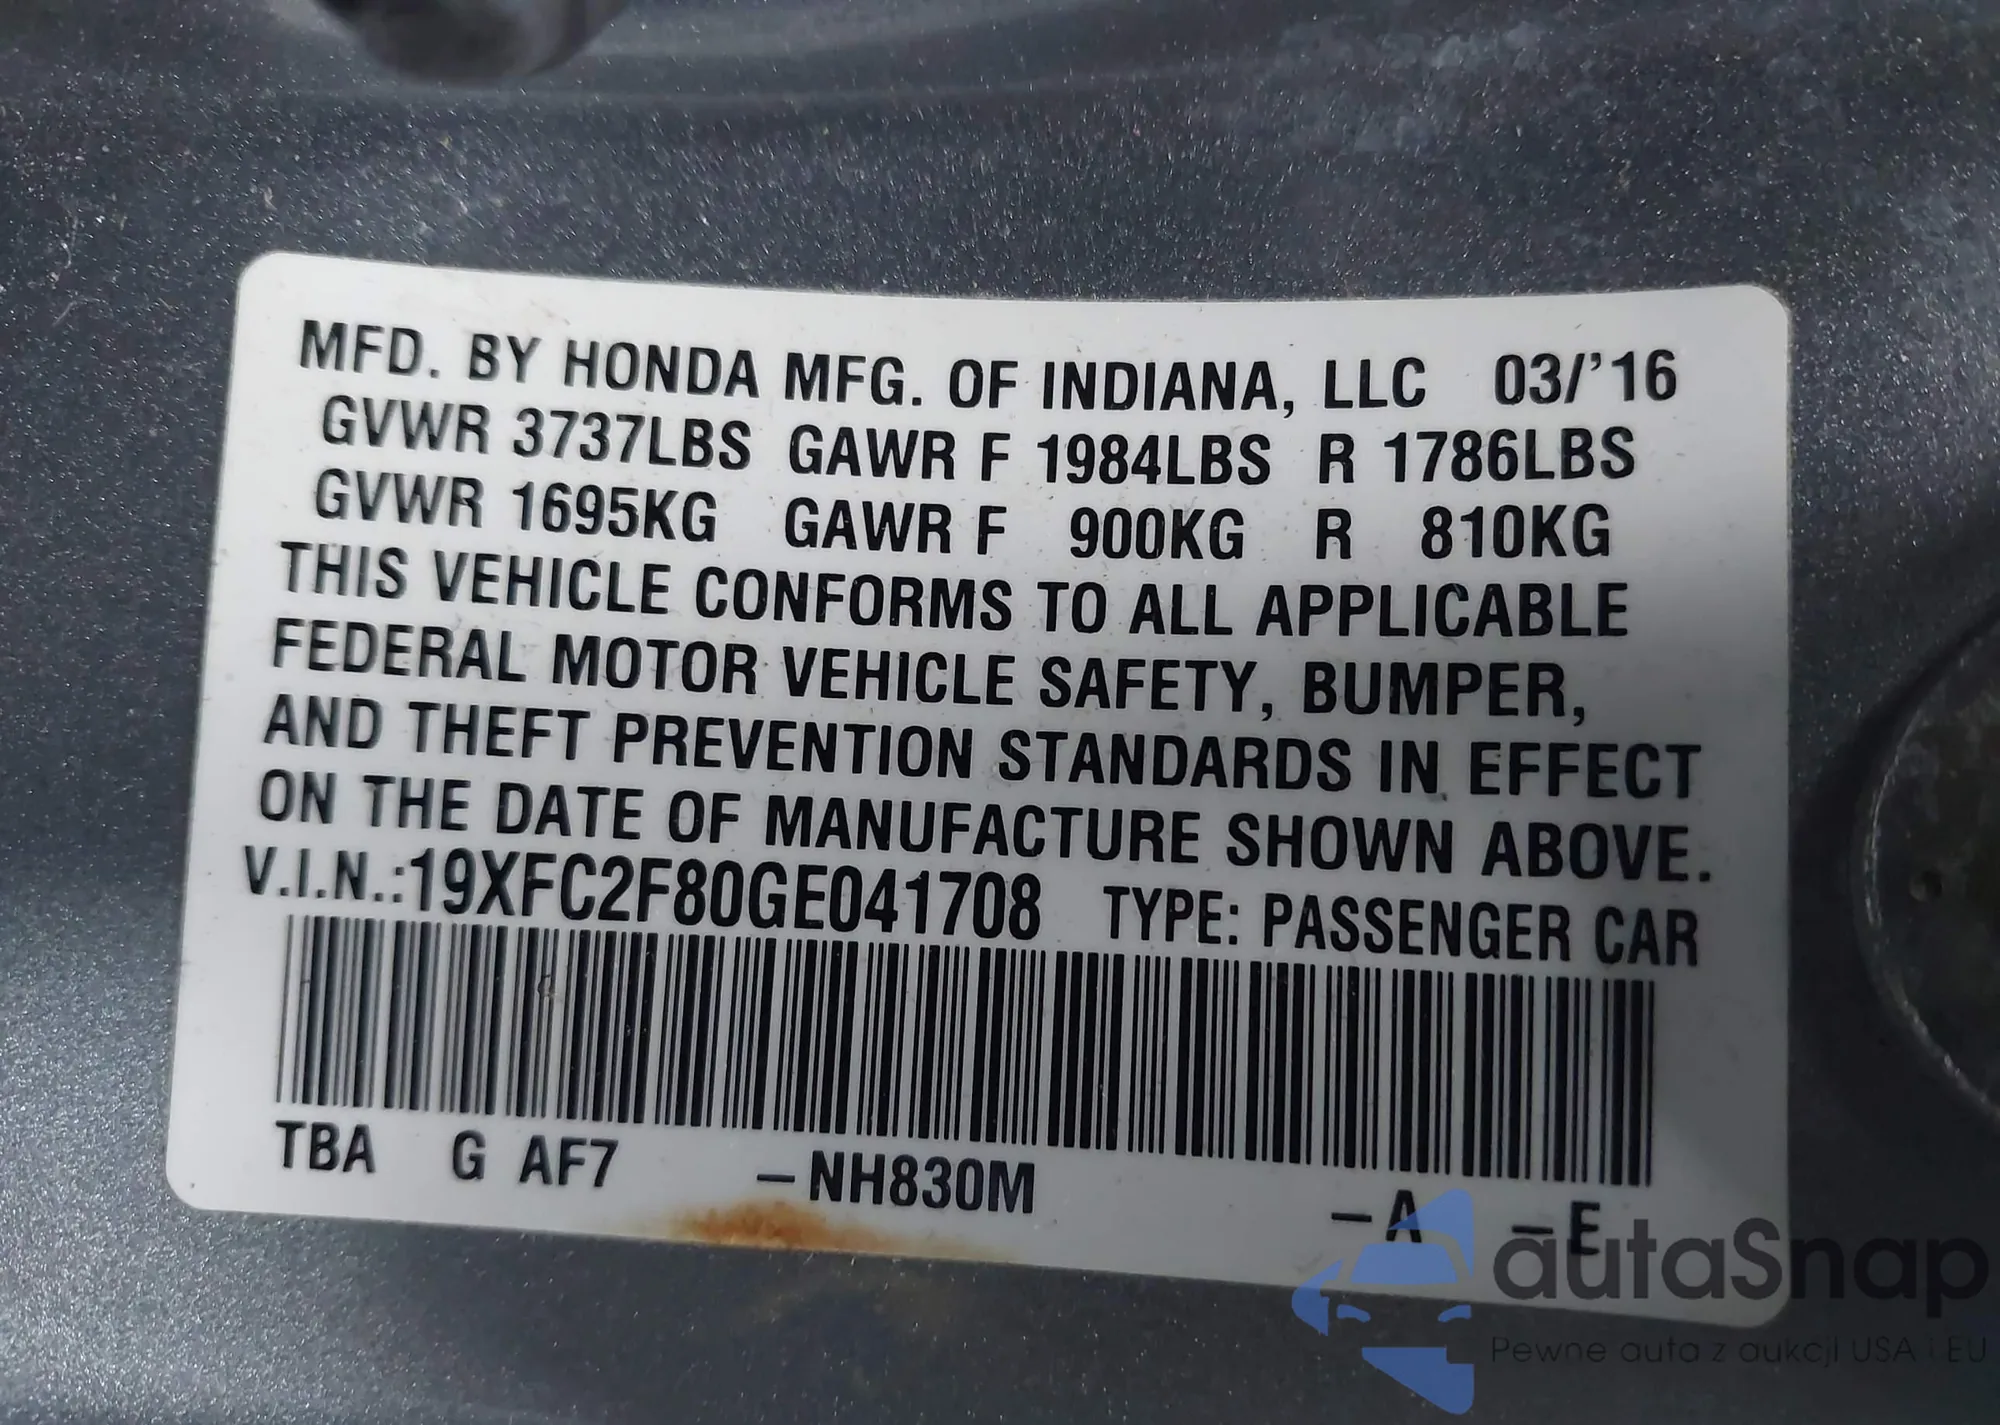 MFD. BY HONDA MFG. OF INDIANA, LLC 03/'16
GVWR 3737LBS GAWR F 1984LBS R 1786LBS
GVWR 1695KG GAWR F 900KG R 810KG
THIS VEHICLE CONFORMS TO ALL APPLICABLE
FEDERAL MOTOR VEHICLE SAFETY, BUMPER,
AND THEFT PREVENTION STANDARDS IN EFFECT
ON THE DATE OF MANUFACTURE SHOWN ABOVE.
V.I.N.:19XFC2F80GE041708 TYPE: PASSENGER CAR
TBA G AF7 –NH830M –A –E
autaSnap
Pewne auta z aukcji USA i EU